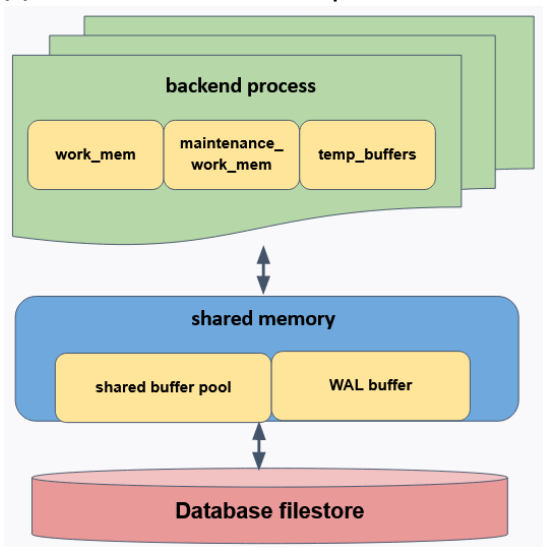 backend process
work_mem
maintenance_
work_mem
temp_buffers
shared memory
shared buffer pool
WAL buffer
Database filestore